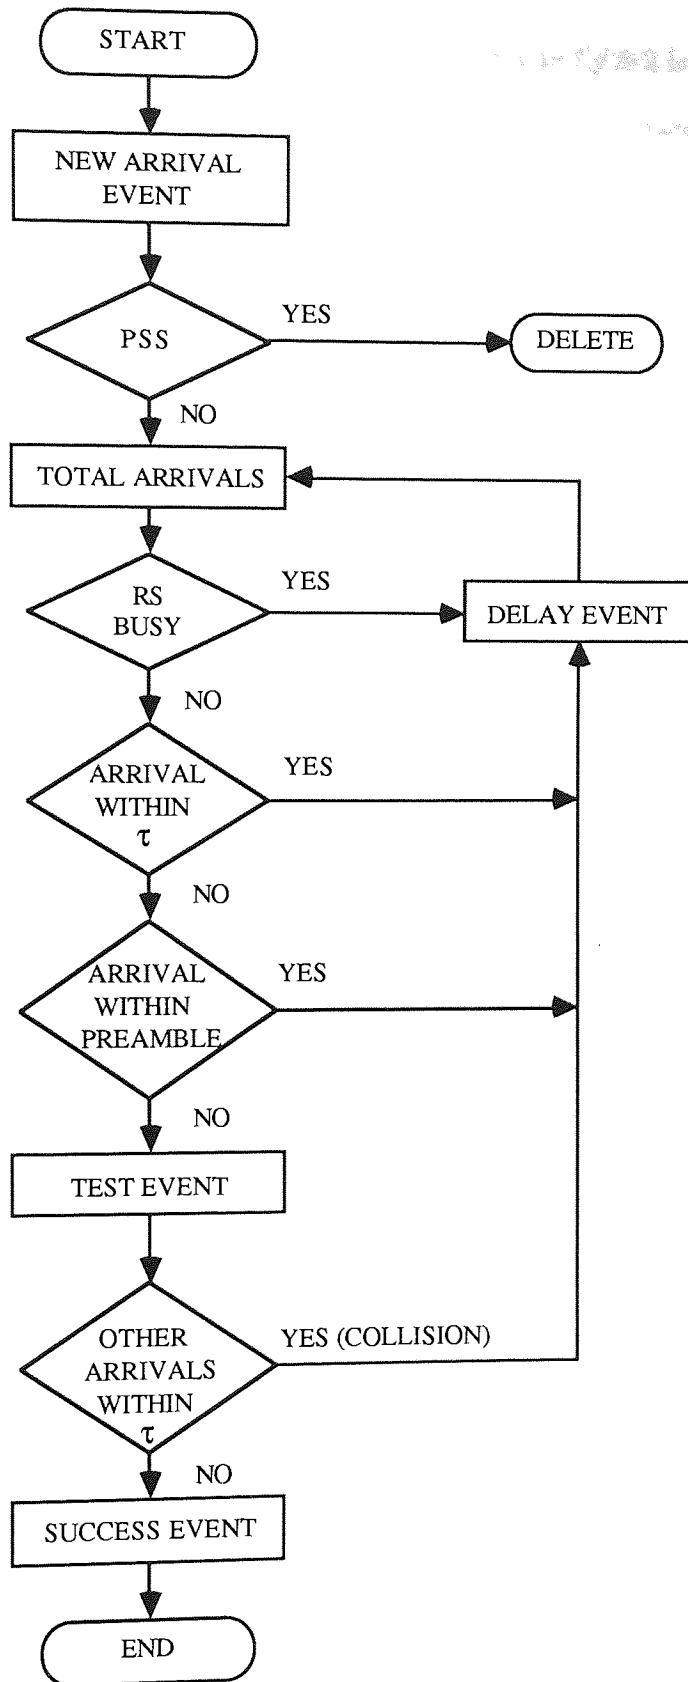 START
NEW ARRIVAL
EVENT
PSS
YES
DELETE
NO
TOTAL ARRIVALS
RS
BUSY
YES
DELAY EVENT
NO
ARRIVAL
WITHIN
τ
YES
NO
ARRIVAL
WITHIN
PREAMBLE
YES
NO
TEST EVENT
OTHER
ARRIVALS
WITHIN
τ
YES (COLLISION)
NO
SUCCESS EVENT
END